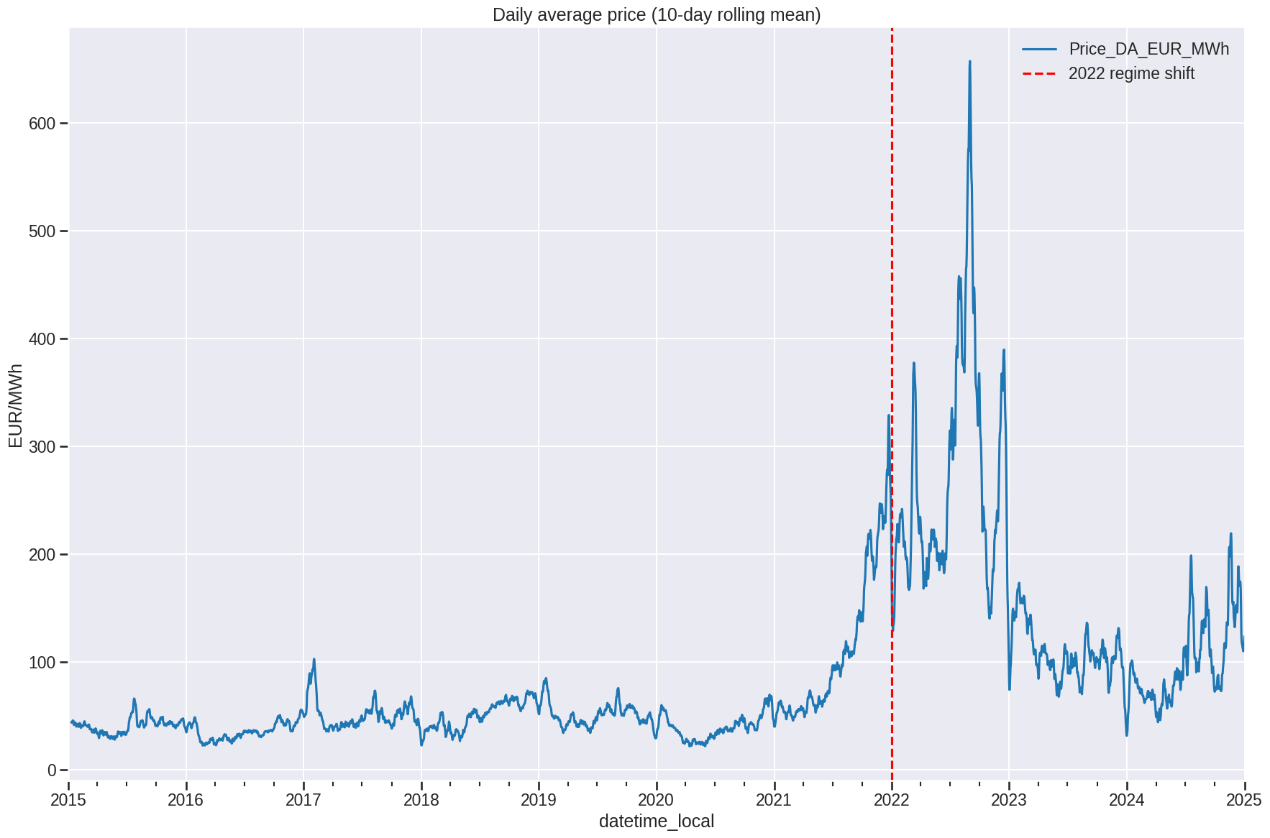 Daily average price (10-day rolling mean)
Price_DA_EUR_MWh
2022 regime shift
EUR/MWh
600
500
400
300
200
100
0
2015 2016 2017 2018 2019 2020 2021 2022 2023 2024 2025
datetime_local